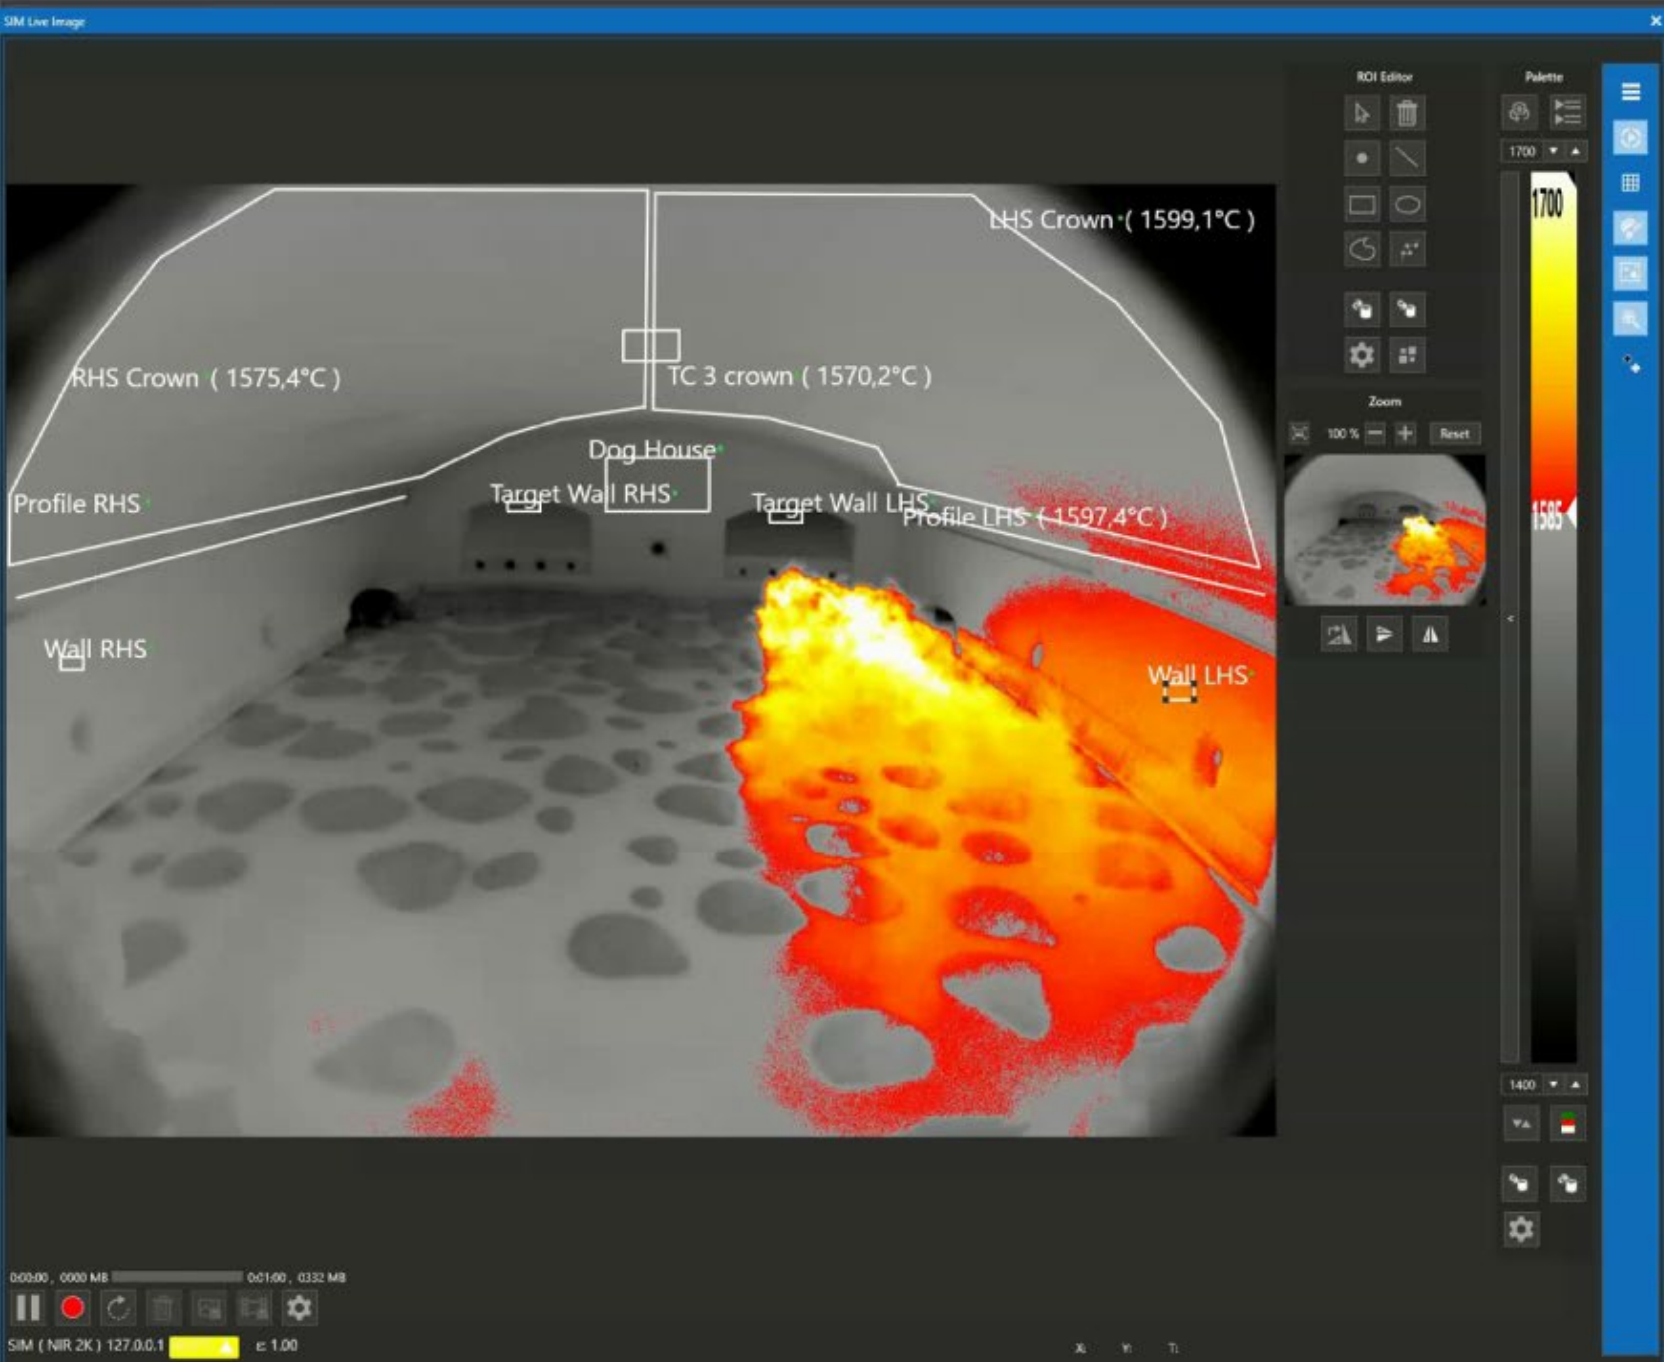 SIM Live Image
ROI Editor
Palette
1700
1700
LHS Crown ( 1599,1°C )
RHS Crown ( 1575,4°C )
TC 3 crown ( 1570,2°C )
Zoom
100 %
Reset
Dog House
Target Wall RHS
Target Wall LHS
Profile RHS
Profile LHS ( 1597,4°C )
1585
<
Wall RHS
Wall LHS
1400
0:00:00 , 0000 MB
0:01:00 , 0332 MB
SIM ( NIR 2K ) 127.0.0.1
ε: 1.00
X:
Y:
T: